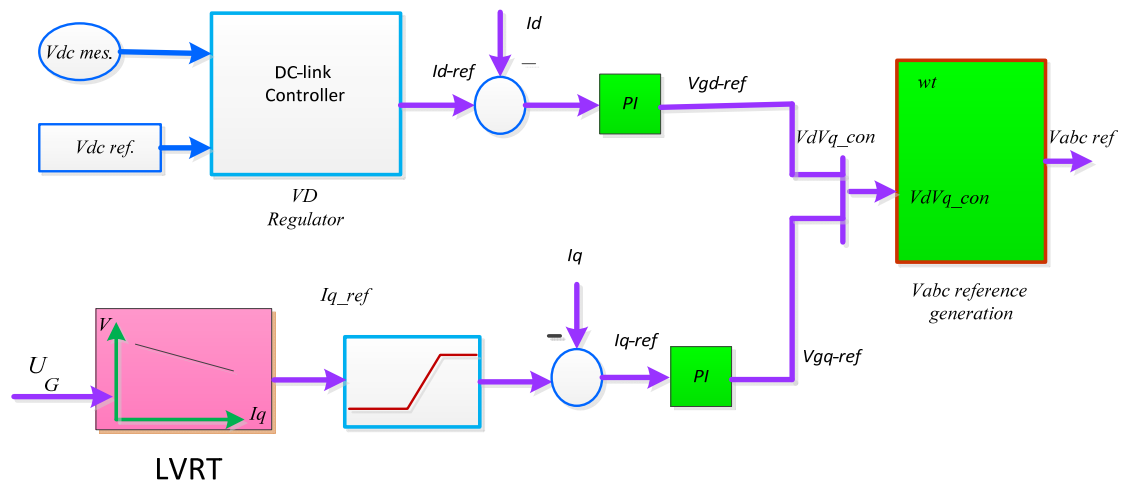 Vdc mes.
Vdc ref.
DC-link
Controller
VD
Regulator
Id-ref
Id
–
PI
Vgd-ref
VdVq_con
wt
VdVq_con
Vabc ref
Vabc reference
generation
U
G
V
Iq
LVRT
Iq_ref
Iq
–
Iq-ref
PI
Vgq-ref